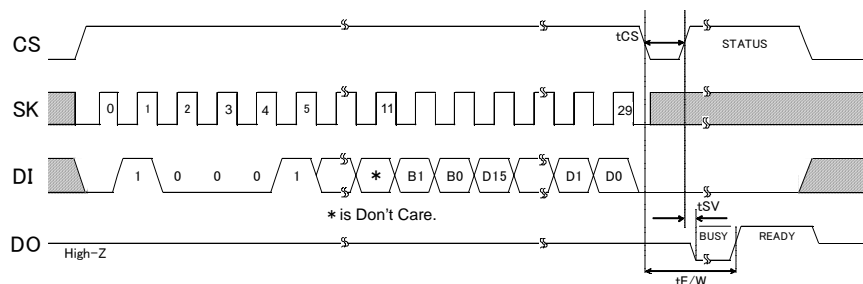 CS
tCS
STATUS
SK
0 1 2 3 4 5 11 29
DI
1 0 0 0 1 * B1 B0 D15 D1 D0
* is Don't Care.
tSV
DO
High-Z
BUSY
READY
tE/W